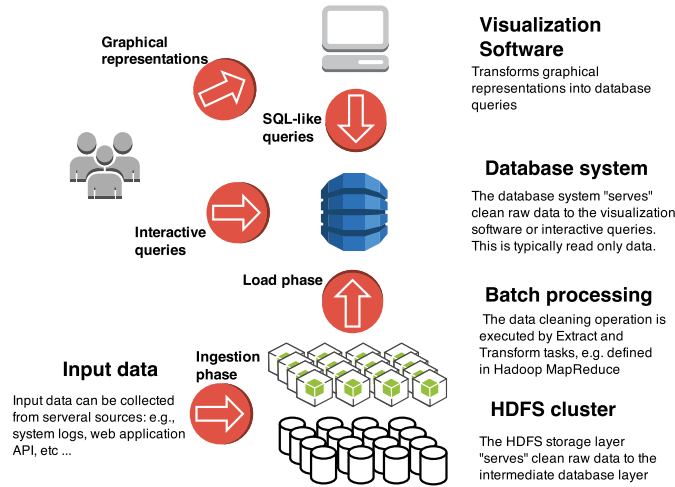 Visualization
Software
Transforms graphical
representations into database
queries
Graphical
representations
SQL-like
queries
Database system
The database system "serves"
clean raw data to the visualization
software or interactive queries.
This is typically read only data.
Interactive
queries
Load phase
Batch processing
The data cleaning operation is
executed by Extract and
Transform tasks, e.g. defined
in Hadoop MapReduce
Input data
Input data can be collected
from serveral sources: e.g.,
system logs, web application
API, etc ...
Ingestion
phase
HDFS cluster
The HDFS storage layer
"serves" clean raw data to the
intermediate database layer